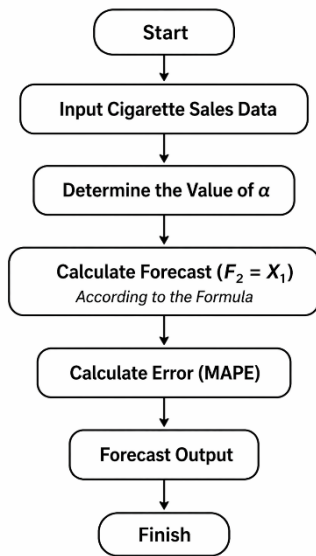 Start
Input Cigarette Sales Data
Determine the Value of α
Calculate Forecast (F₂ = X₁)
According to the Formula
Calculate Error (MAPE)
Forecast Output
Finish